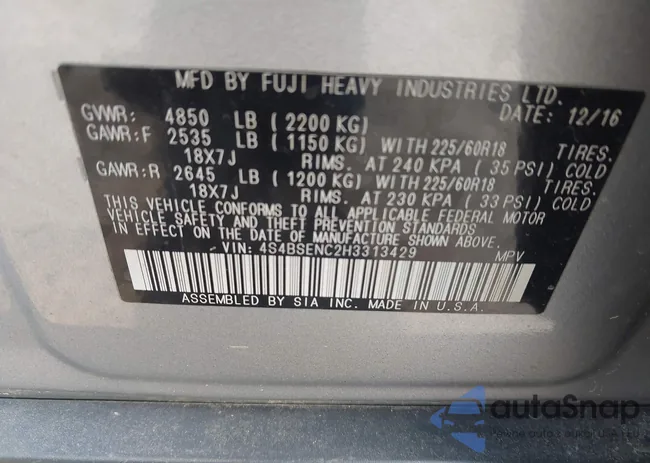 MFD BY FUJI HEAVY INDUSTRIES LTD.
DATE: 12/16
GVWR: 4850 LB (2200 KG)
GAWR:F 2535 LB (1150 KG) WITH 225/60R18 TIRES.
18X7J RIMS. AT 240 KPA (35 PSI) COLD
GAWR:R 2645 LB (1200 KG) WITH 225/60R18 TIRES.
18X7J RIMS. AT 230 KPA (33 PSI) COLD
THIS VEHICLE CONFORMS TO ALL APPLICABLE FEDERAL MOTOR
VEHICLE SAFETY, BUMPER, AND THEFT PREVENTION STANDARDS
IN EFFECT ON THE DATE OF MANUFACTURE SHOWN ABOVE.
VIN: 4S4BSENC2H3313429 MPV
ASSEMBLED BY SIA INC. MADE IN U.S.A.
autoSnap